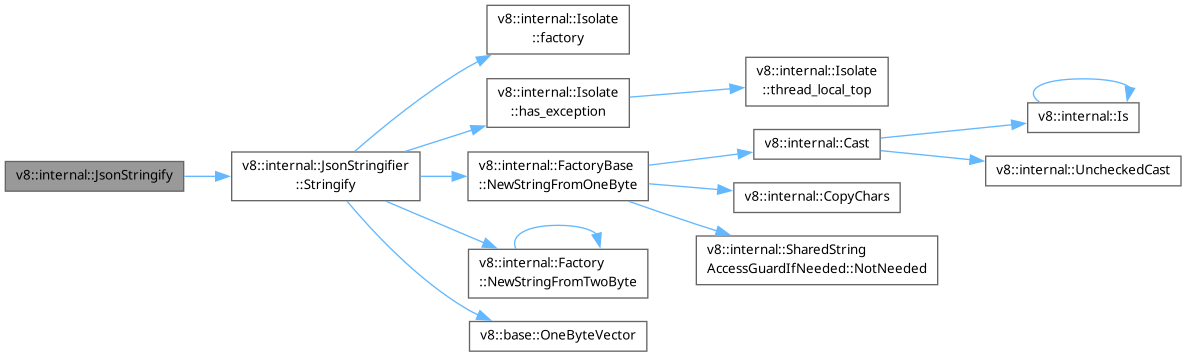 v8::internal::JsonStringify
v8::internal::JsonStringifier
::Stringify
v8::internal::Isolate
::factory
v8::internal::Isolate
::has_exception
v8::internal::FactoryBase
::NewStringFromOneByte
v8::internal::Factory
::NewStringFromTwoByte
v8::base::OneByteVector
v8::internal::Isolate
::thread_local_top
v8::internal::Cast
v8::internal::CopyChars
v8::internal::SharedString
AccessGuardIfNeeded::NotNeeded
v8::internal::Is
v8::internal::UncheckedCast